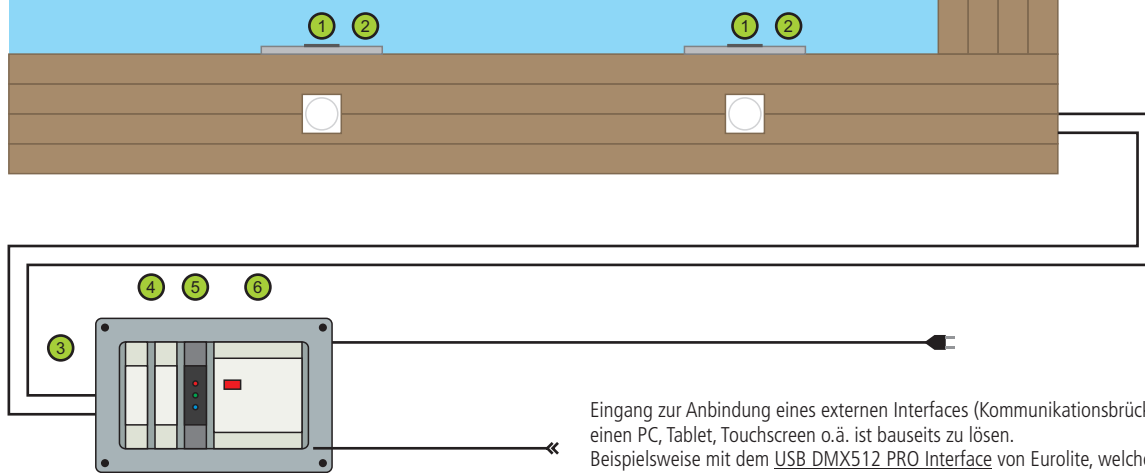 1 2 1 2
4 5 6
3
Eingang zur Anbindung eines externen Interfaces (Kommunikationsbrück
einen PC, Tablet, Touchscreen o.ä. ist bauseits zu lösen.
Beispielsweise mit dem USB DMX512 PRO Interface von Eurolite, welche